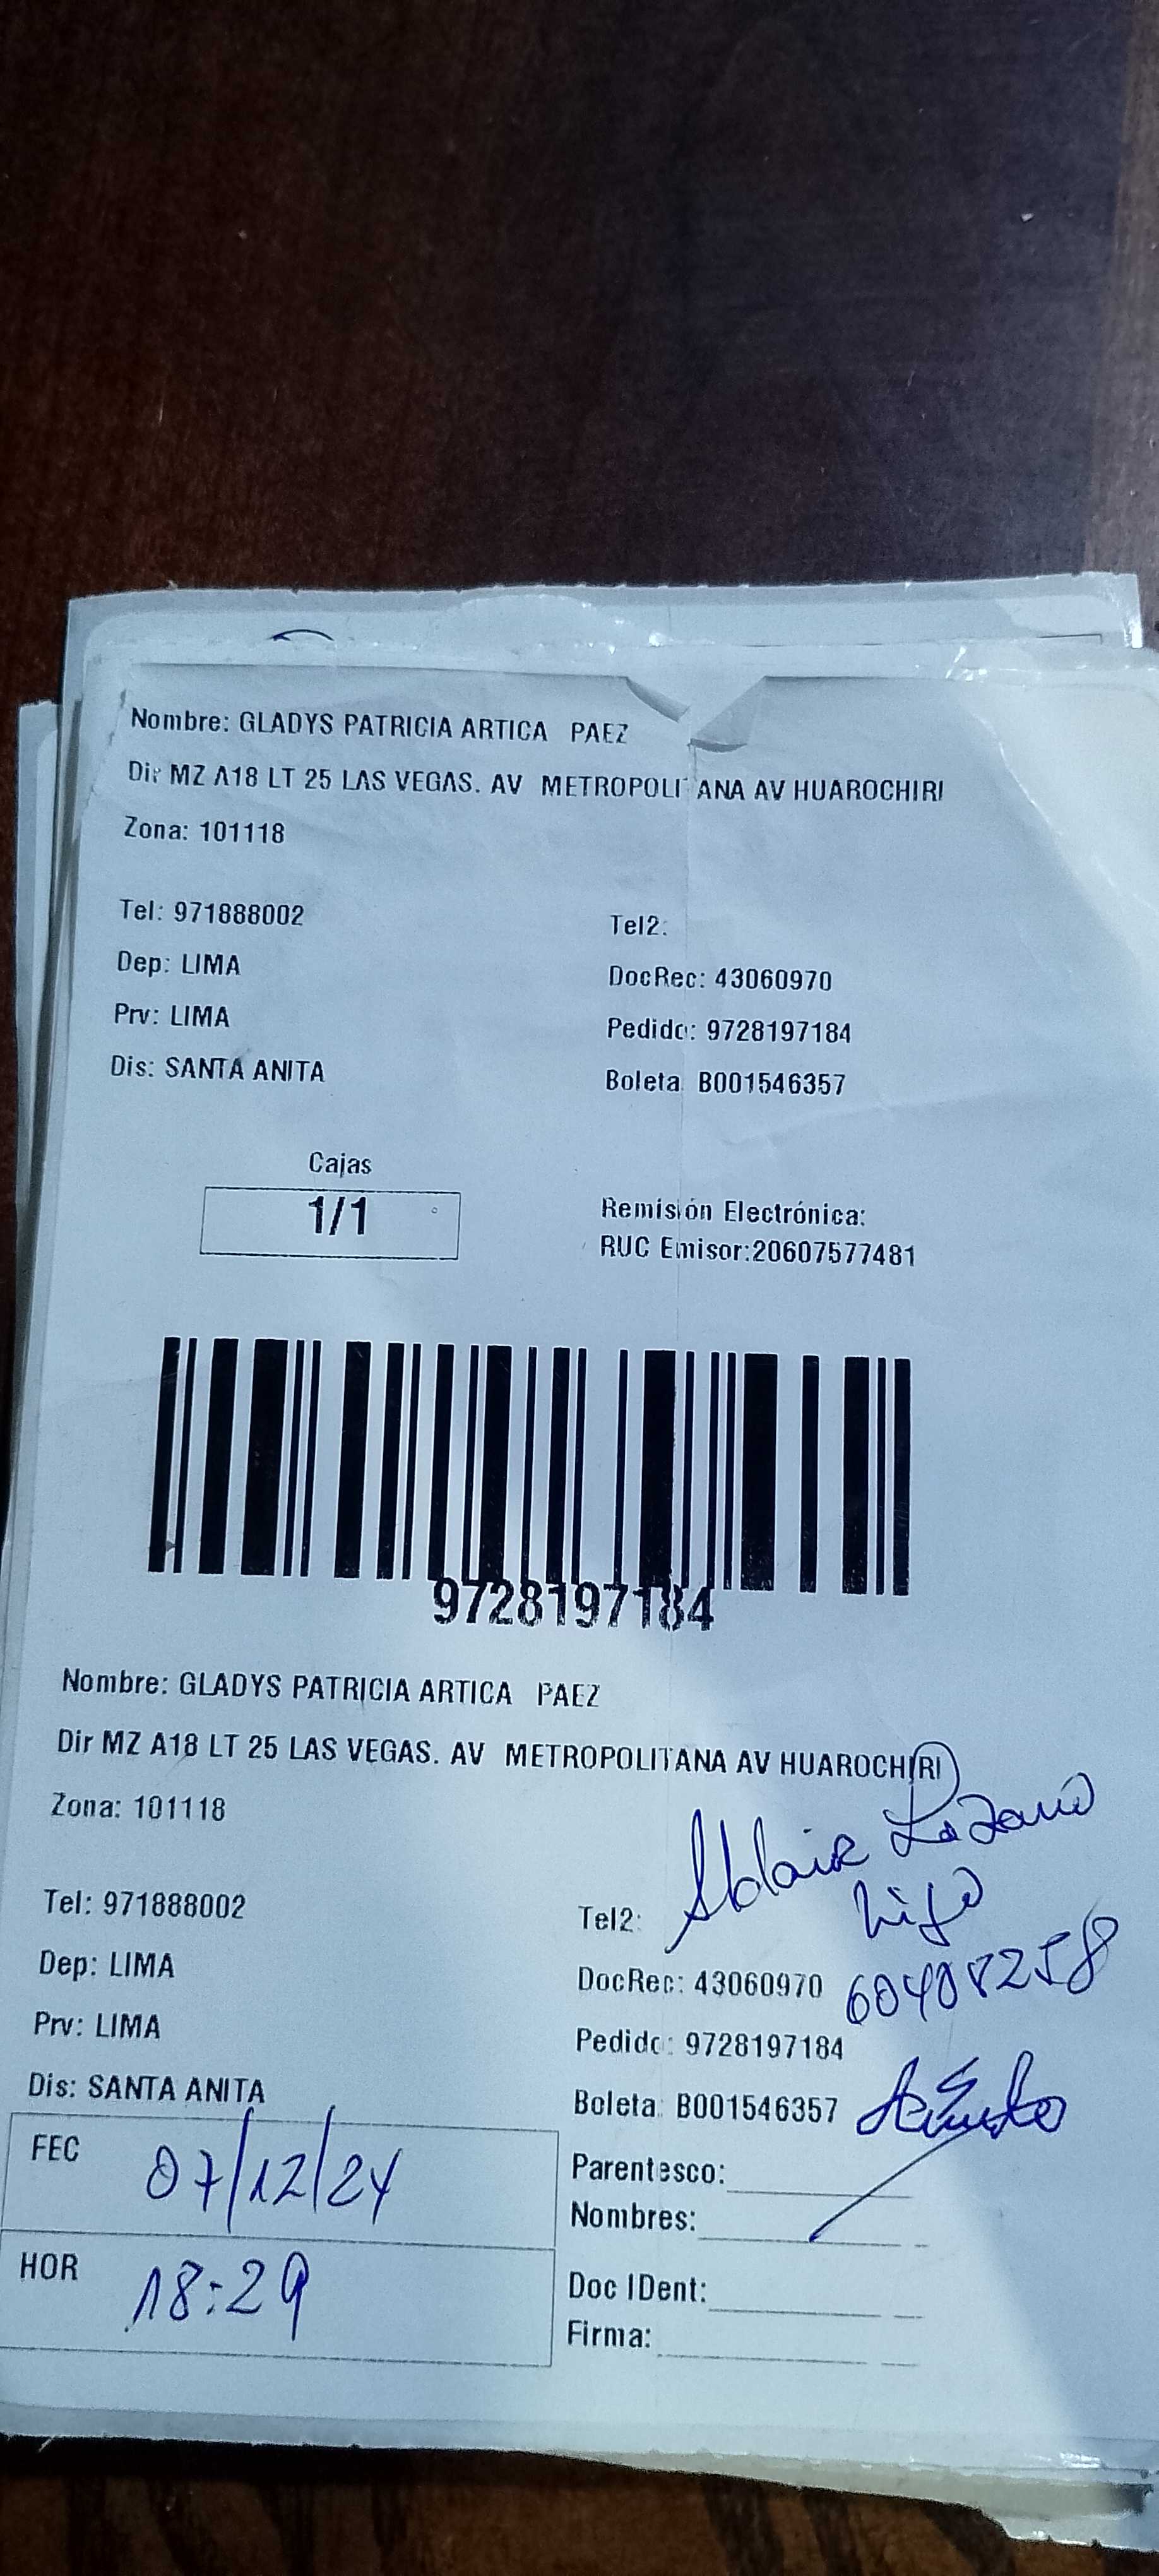 Nombre: GLADYS PATRICIA ARTICA PAEZ
Dir MZ A18 LT 25 LAS VEGAS. AV METROPOLITANA AV HUAROCHIRI
Zona: 101118
Tel: 971888002
Tel2:
Dep: LIMA
DocRec: 43060970
Prv: LIMA
Pedido: 9728197184
Dis: SANTA ANITA
Boleta: B001546357
Cajas
1/1
Remisión Electrónica:
RUC Emisor:20607577481
9728197184
Nombre: GLADYS PATRICIA ARTICA PAEZ
Dir MZ A18 LT 25 LAS VEGAS. AV METROPOLITANA AV HUAROCHIRI
Zona: 101118
Lozano
hijo
Tel: 971888002
Tel2:
Dep: LIMA
DocRec: 43060970 60408258
Prv: LIMA
Pedido: 9728197184
Dis: SANTA ANITA
Boleta: B001546357
FEC 07/12/24
Parentesco:
Nombres:
HOR 18:29
Doc IDent:
Firma: